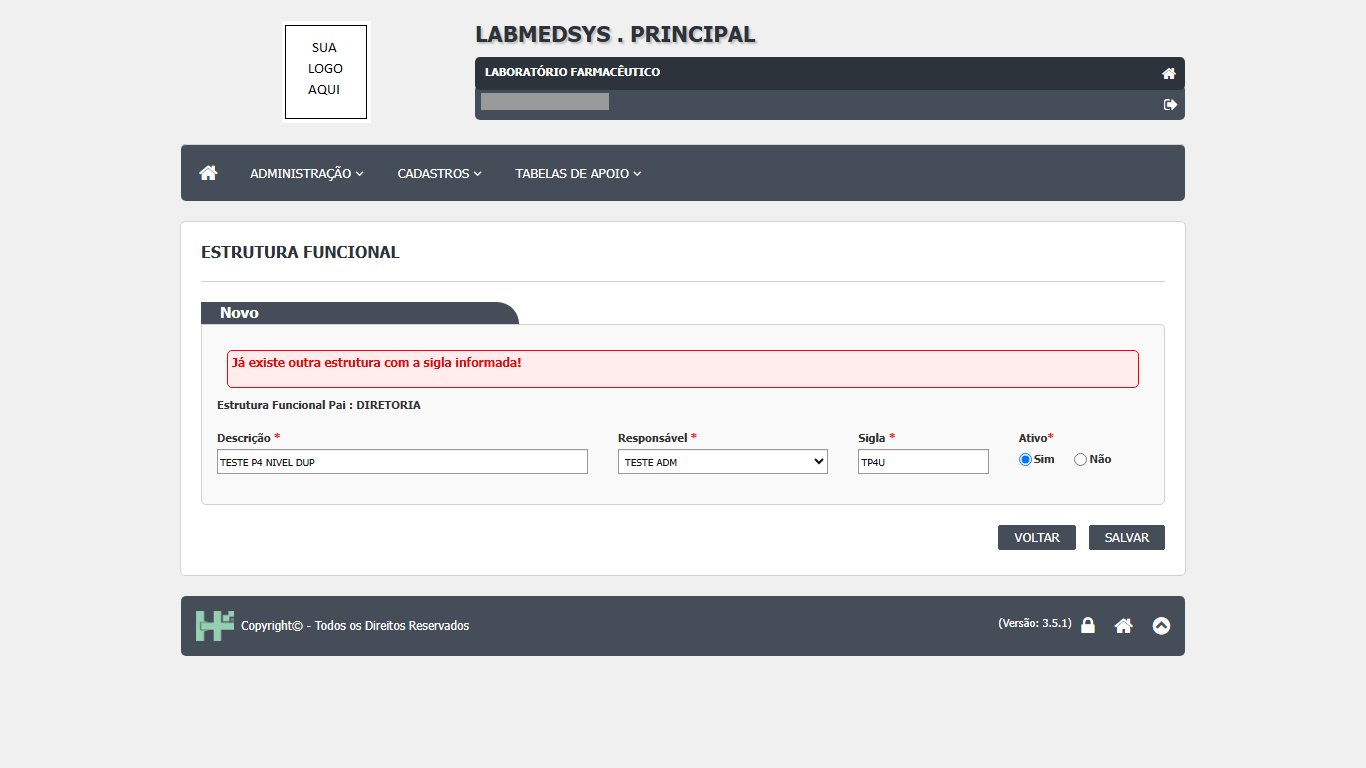 SUA
LOGO
AQUI
LABMEDSYS . PRINCIPAL
LABORATÓRIO FARMACÊUTICO
ADMINISTRAÇÃO CADASTROS TABELAS DE APOIO
ESTRUTURA FUNCIONAL
Novo
Já existe outra estrutura com a sigla informada!
Estrutura Funcional Pai : DIRETORIA
Descrição * Responsável * Sigla * Ativo*
TESTE P4 NIVEL DUP TESTE ADM TP4U Sim Não
VOLTAR SALVAR
Copyright© - Todos os Direitos Reservados (Versão: 3.5.1)